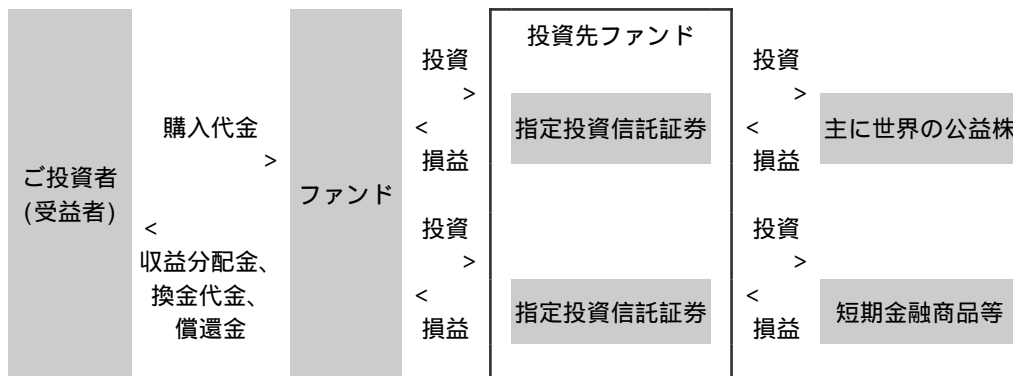 ご投資者
(受益者)
購入代金
>
<
収益分配金、
換金代金、
償還金
ファンド
投資
>
<
損益
投資
>
<
損益
投資先ファンド
指定投資信託証券
指定投資信託証券
投資
>
<
損益
投資
>
<
損益
主に世界の公益株
短期金融商品等